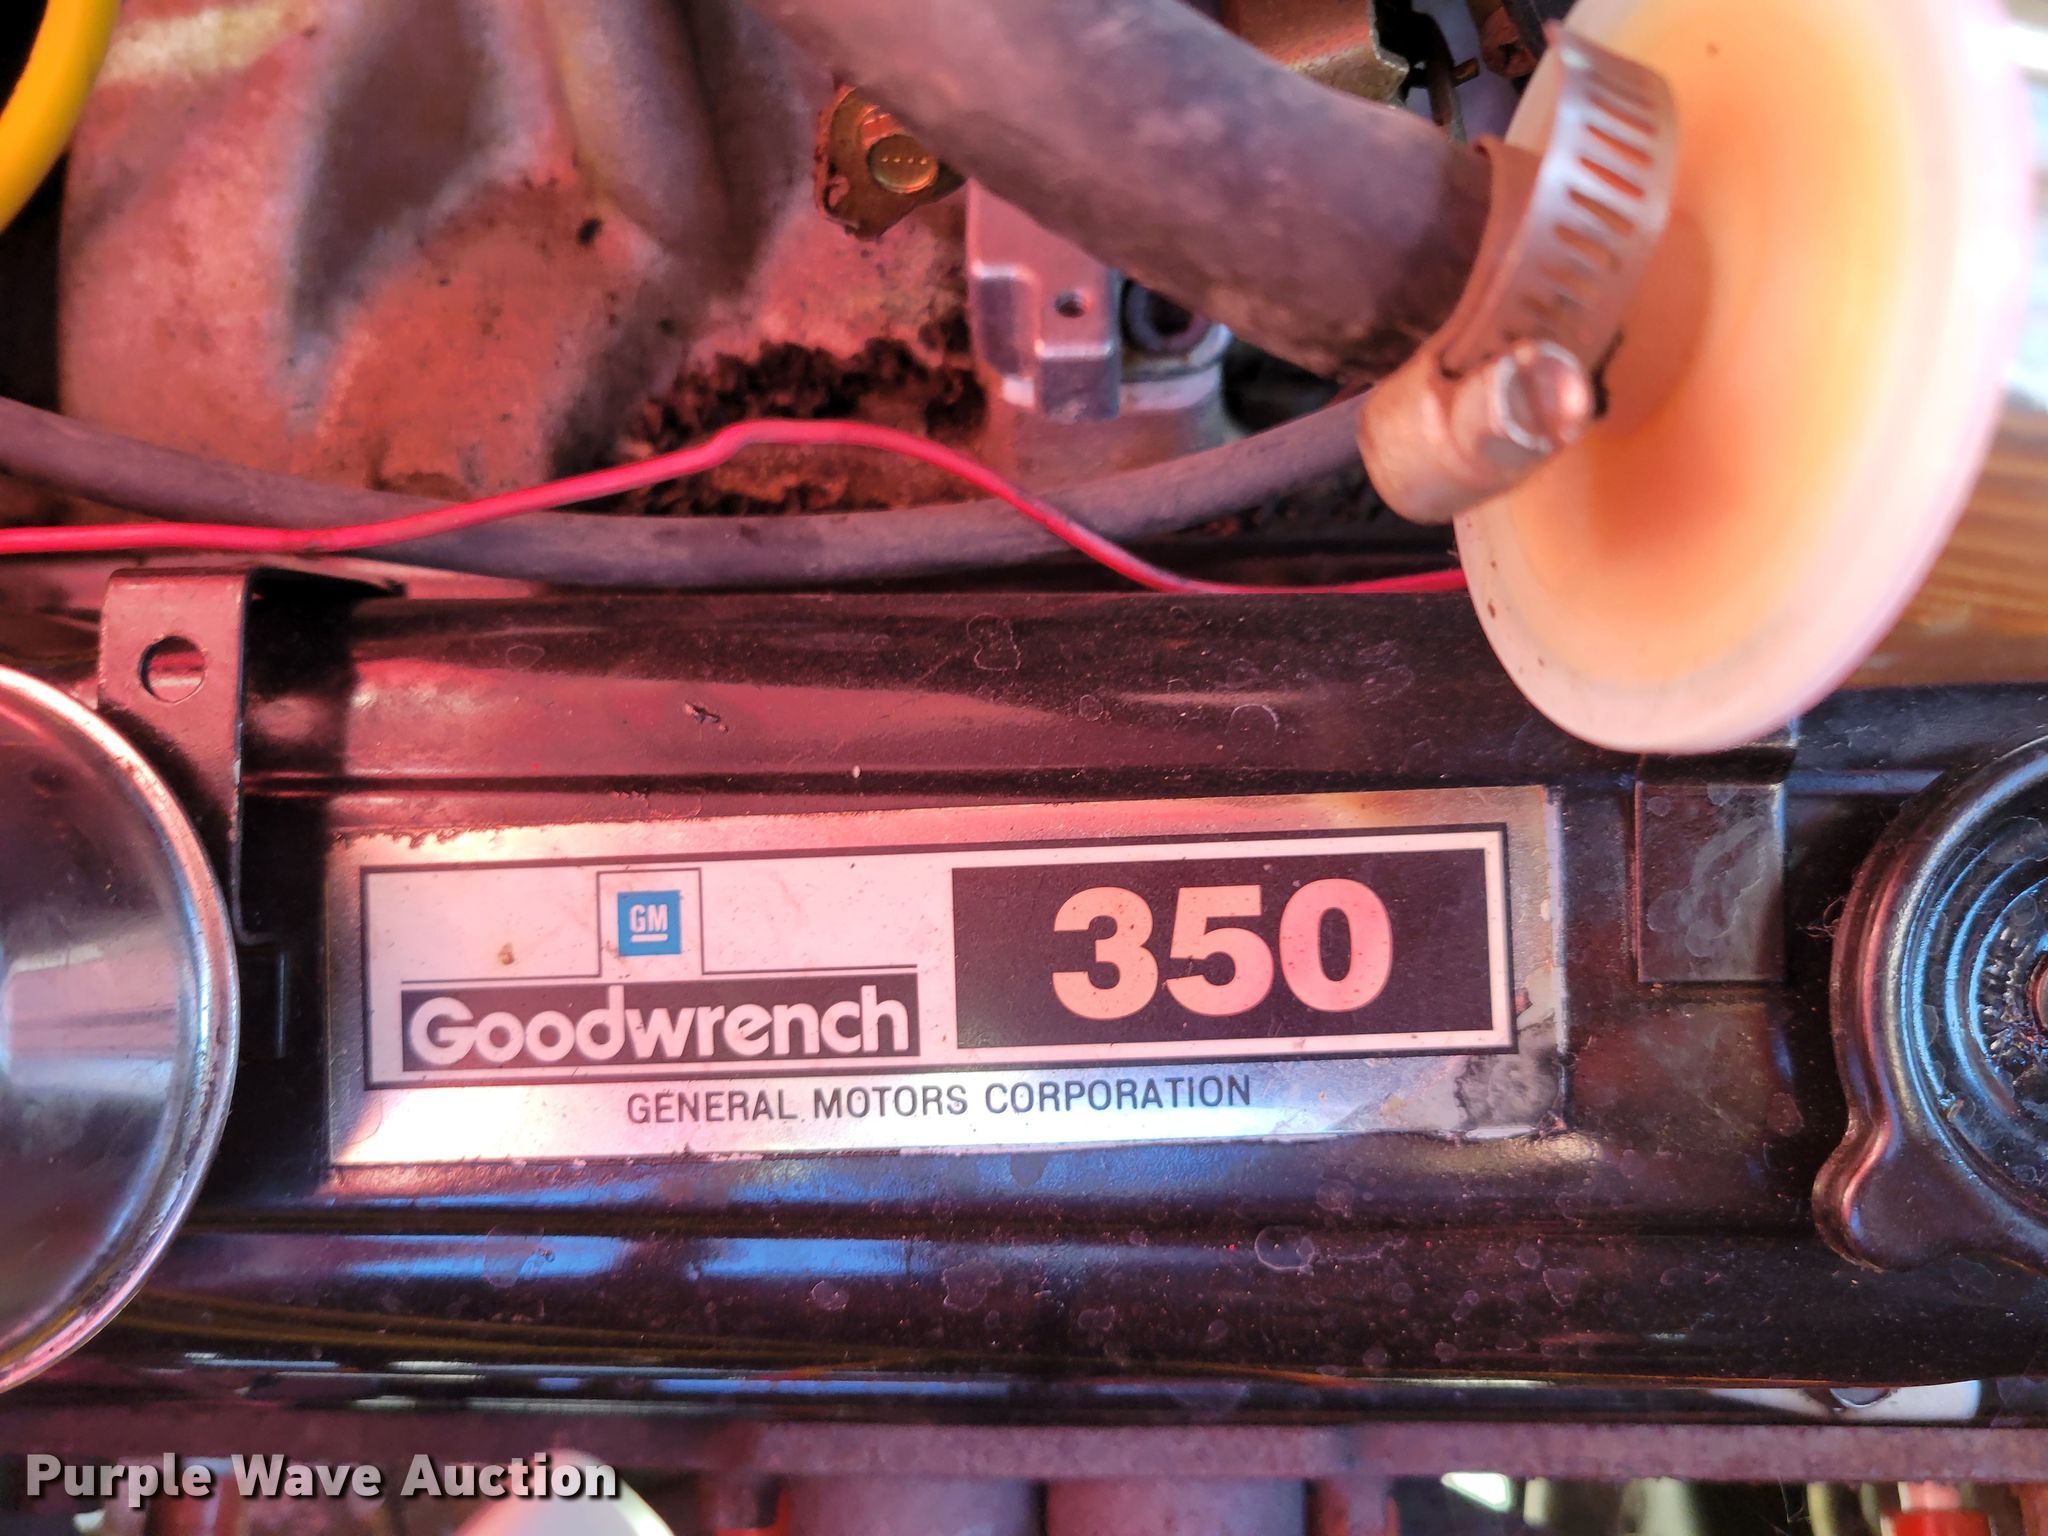 GM
Goodwrench
350
GENERAL MOTORS CORPORATION
Purple Wave Auction